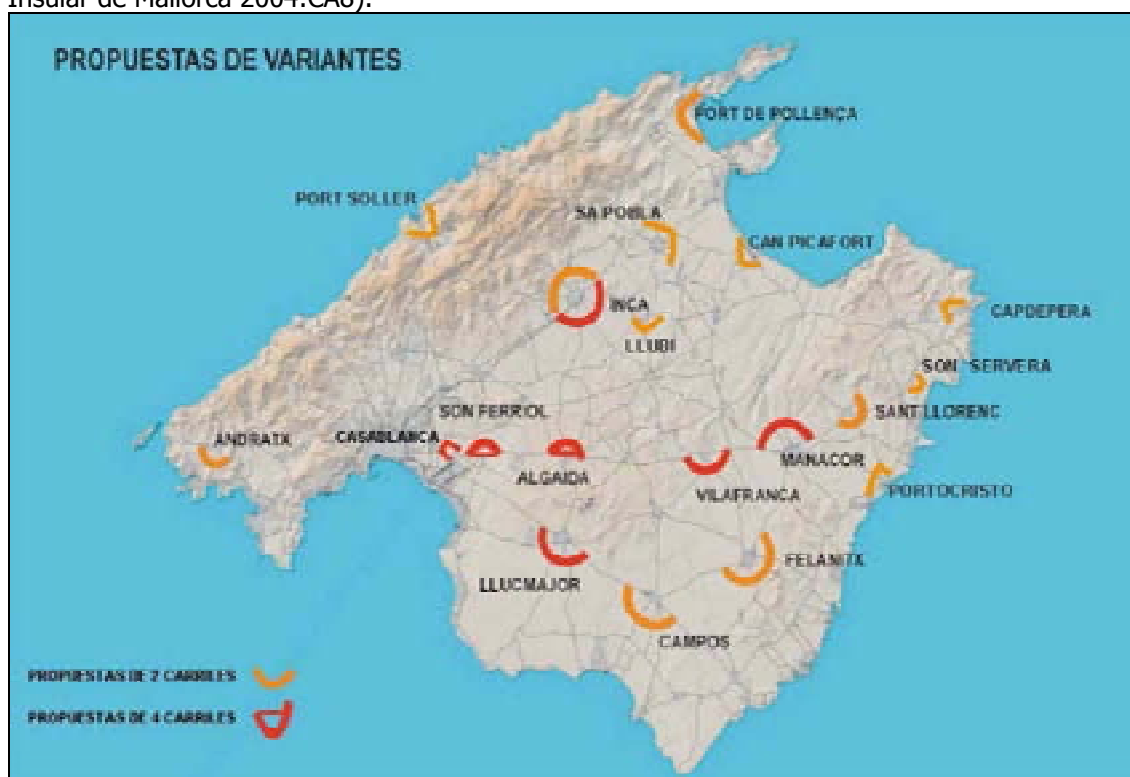 Insular de Mallorca 2004:CA8).
PROPUESTAS DE VARIANTES
PORT DE POLLENÇA
PORT SOLLER
SA POBLA
CAN PICAFORT
INCA
CAPDEPERA
LLUBI
SON SERVERA
SON FERRIOL
SANT LLORENC
ANDRATX
CASABLANCA
MANACOR
ALGAIDA
VILAFRANCA
PORTOCRISTO
FELANITX
LLUCMAJOR
CAMPOS
PROPUESTAS DE 2 CARRILES
PROPUESTAS DE 4 CARRILES